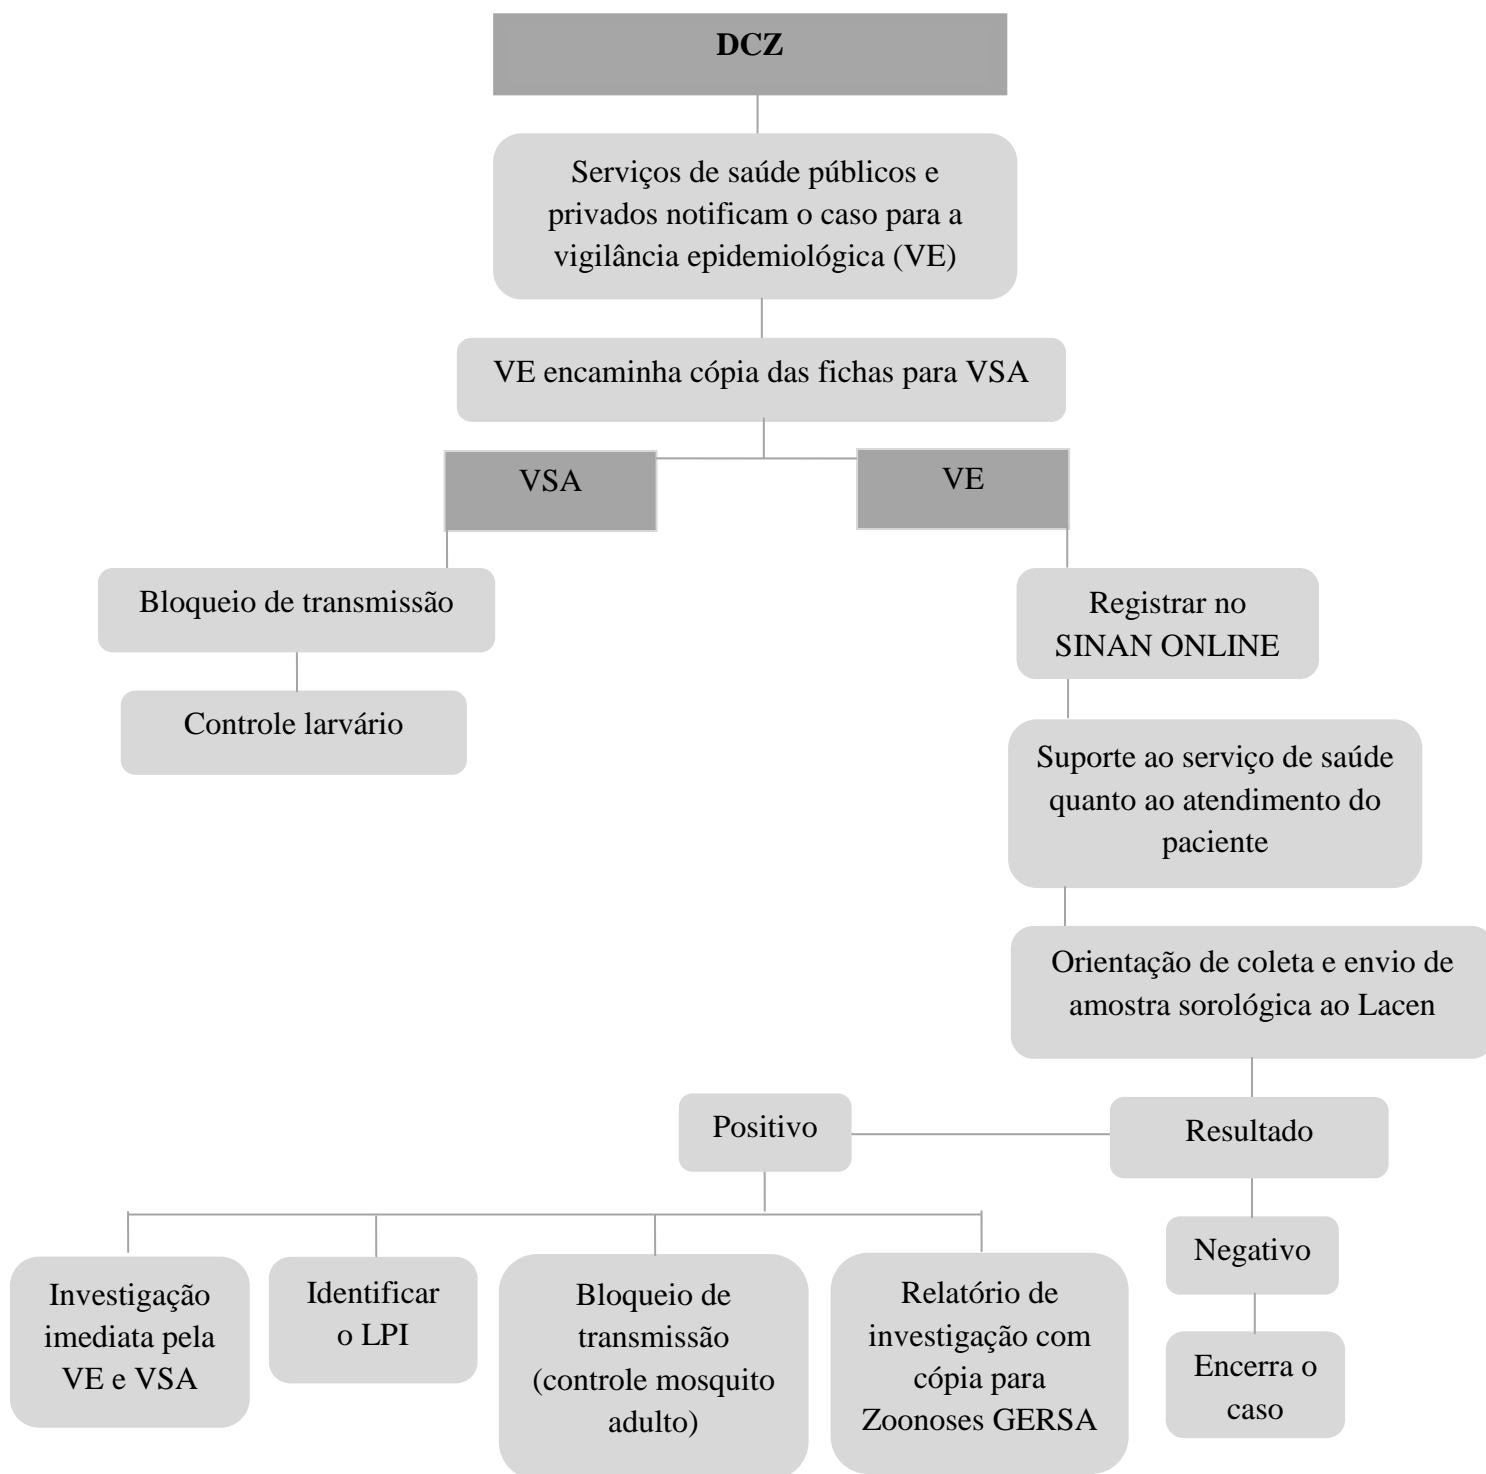 DCZ
Serviços de saúde públicos e
privados notificam o caso para a
vigilância epidemiológica (VE)
VE encaminha cópia das fichas para VSA
VSA
VE
Bloqueio de transmissão
Controle larvário
Registrar no
SINAN ONLINE
Suporte ao serviço de saúde
quanto ao atendimento do
paciente
Orientação de coleta e envio de
amostra sorológica ao Lacen
Resultado
Positivo
Investigação
imediata pela
VE e VSA
Identificar
o LPI
Bloqueio de
transmissão
(controle mosquito
adulto)
Relatório de
investigação com
cópia para
Zoonoses GERSA
Negativo
Encerra o
caso